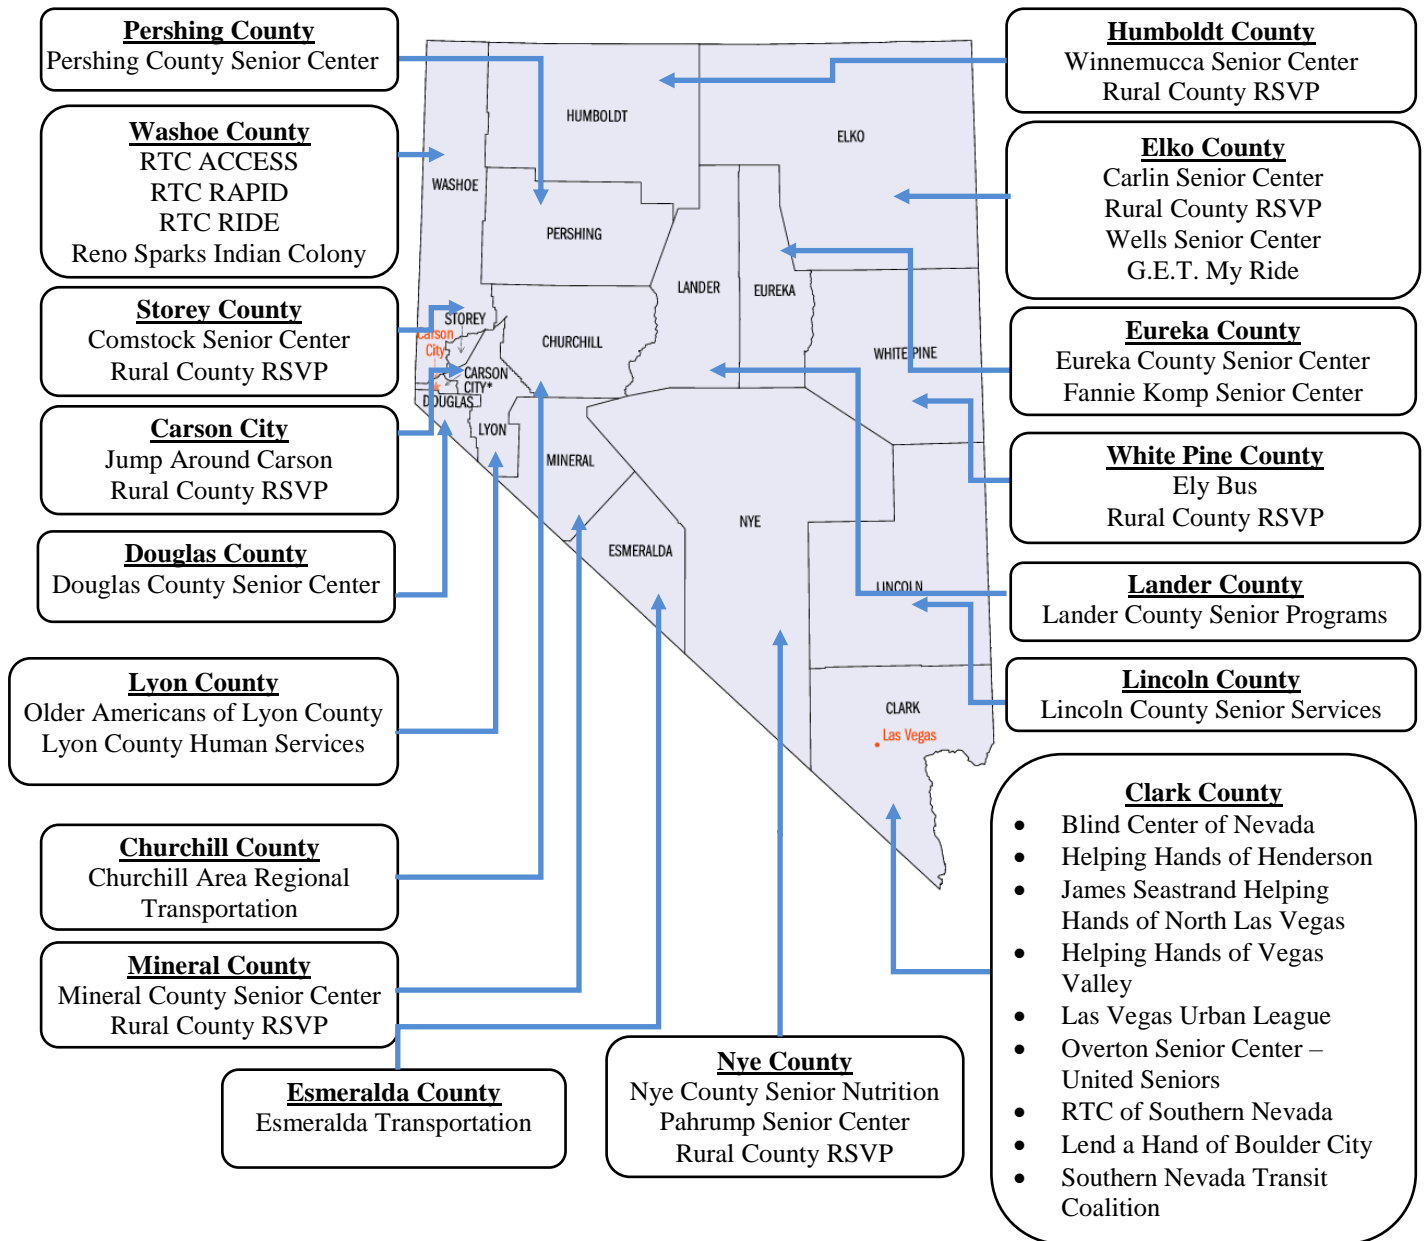 Pershing County
Pershing County Senior Center
Washoe County
RTC ACCESS
RTC RAPID
RTC RIDE
Reno Sparks Indian Colony
Storey County
Comstock Senior Center
Rural County RSVP
Carson City
Jump Around Carson
Rural County RSVP
Douglas County
Douglas County Senior Center
Lyon County
Older Americans of Lyon County
Lyon County Human Services
Churchill County
Churchill Area Regional
Transportation
Mineral County
Mineral County Senior Center
Rural County RSVP
Esmeralda County
Esmeralda Transportation
Nye County
Nye County Senior Nutrition
Pahrump Senior Center
Rural County RSVP
HUMBOLDT
ELKO
WASHOE
PERSHING
LANDER
EUREKA
STOREY
Carson
City
CHURCHILL
WHITE PINE
CARSON
CITY*
DOUGLAS
LYON
MINERAL
NYE
ESMERALDA
LINCOLN
CLARK
Las Vegas
Humboldt County
Winnemucca Senior Center
Rural County RSVP
Elko County
Carlin Senior Center
Rural County RSVP
Wells Senior Center
G.E.T. My Ride
Eureka County
Eureka County Senior Center
Fannie Komp Senior Center
White Pine County
Ely Bus
Rural County RSVP
Lander County
Lander County Senior Programs
Lincoln County
Lincoln County Senior Services
Clark County
• Blind Center of Nevada
• Helping Hands of Henderson
• James Seastrand Helping
Hands of North Las Vegas
• Helping Hands of Vegas
Valley
• Las Vegas Urban League
• Overton Senior Center –
United Seniors
• RTC of Southern Nevada
• Lend a Hand of Boulder City
• Southern Nevada Transit
Coalition